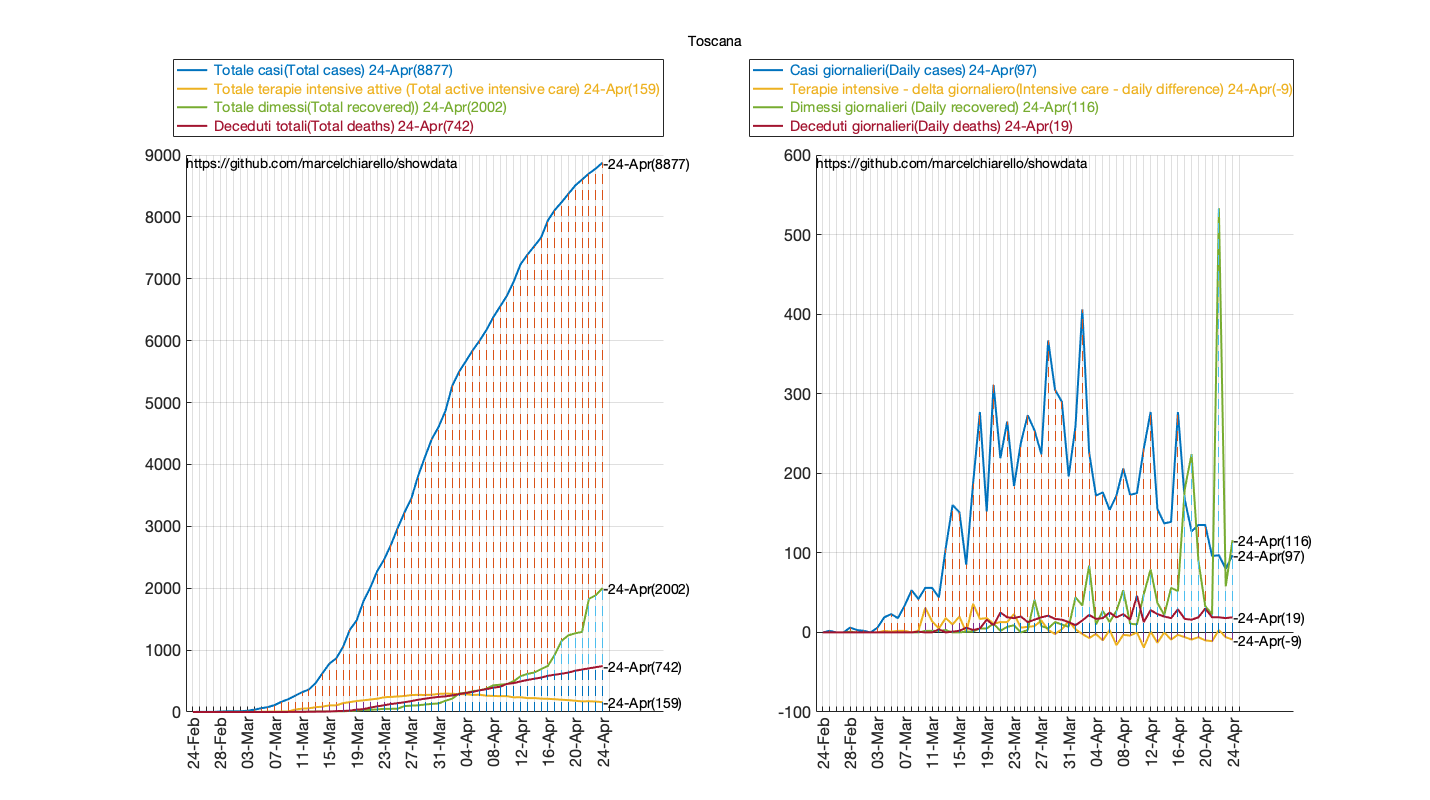 Toscana
Totale casi(Total cases) 24-Apr(8877)
Totale terapie intensive attive (Total active intensive care) 24-Apr(159)
Totale dimessi(Total recovered)) 24-Apr(2002)
Deceduti totali(Total deaths) 24-Apr(742)
https://github.com/marcelchiarello/showdata
9000
8000
7000
6000
5000
4000
3000
2000
1000
0
-24-Apr(8877)
-24-Apr(2002)
-24-Apr(742)
-24-Apr(159)
24-Feb
28-Feb
03-Mar
07-Mar
11-Mar
15-Mar
19-Mar
23-Mar
27-Mar
31-Mar
04-Apr
08-Apr
12-Apr
16-Apr
20-Apr
24-Apr
Casi giornalieri(Daily cases) 24-Apr(97)
Terapie intensive - delta giornaliero(Intensive care - daily difference) 24-Apr(-9)
Dimessi giornalieri (Daily recovered) 24-Apr(116)
Deceduti giornalieri(Daily deaths) 24-Apr(19)
https://github.com/marcelchiarello/showdata
600
500
400
300
200
100
0
-100
-24-Apr(116)
-24-Apr(97)
-24-Apr(19)
-24-Apr(-9)
24-Feb
28-Feb
03-Mar
07-Mar
11-Mar
15-Mar
19-Mar
23-Mar
27-Mar
31-Mar
04-Apr
08-Apr
12-Apr
16-Apr
20-Apr
24-Apr